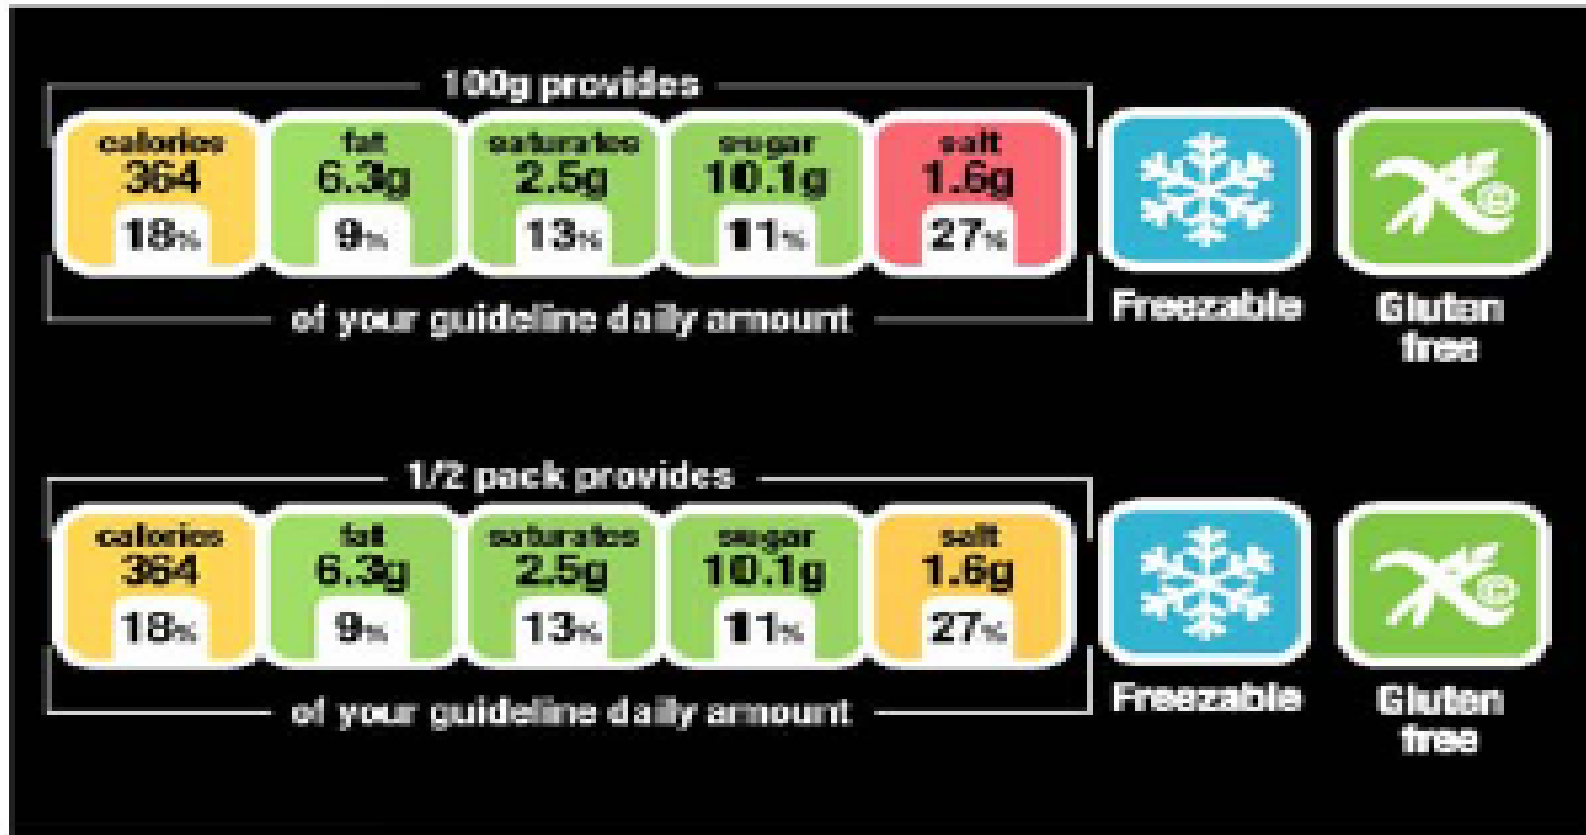 100g provides
calories fat saturates sugar salt
364 6.3g 2.5g 10.1g 1.6g
18% 9% 13% 11% 27%
of your guideline daily amount
Freezable
Gluten
free
1/2 pack provides
calories fat saturates sugar salt
364 6.3g 2.5g 10.1g 1.6g
18% 9% 13% 11% 27%
of your guideline daily amount
Freezable
Gluten
free